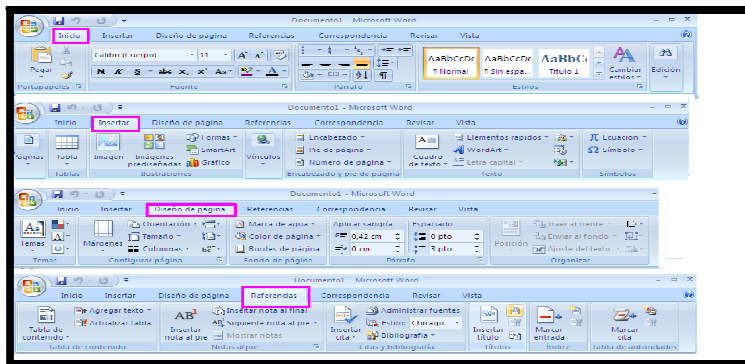 Documento1 - Microsoft Word
Inicio Insertar Diseño de página Referencias Correspondencia Revisar Vista
Calibri (Cuerpo) 11
AaBbCcDc AaBbCcDc AaBbC
Pegar N K S abc x, x² Aa ¶ Normal ¶ Sin espa... Título 1 Cambiar estilos Edición
Portapapeles Fuente Párrafo Estilos
Documento1 - Microsoft Word
Inicio Insertar Diseño de página Referencias Correspondencia Revisar Vista
Formas Encabezado Elementos rápidos Ecuación
SmartArt Pie de página WordArt Símbolo
Páginas Tabla Imagen Imágenes prediseñadas Gráfico Vínculos Número de página Cuadro de texto Letra capital
Tablas Ilustraciones Encabezado y pie de página Texto Símbolos
Documento1 - Microsoft Word
Inicio Insertar Diseño de página Referencias Correspondencia Revisar Vista
Orientación Marca de agua Aplicar sangría Espaciado Traer al frente
Temas Márgenes Tamaño Color de página 0,42 cm 0 pto Posición Enviar al fondo
Columnas Bordes de página 0 cm 3 pto Ajuste del texto
Temas Configurar página Fondo de página Párrafo Organizar
Documento1 - Microsoft Word
Inicio Insertar Diseño de página Referencias Correspondencia Revisar Vista
Agregar texto Insertar nota al final Administrar fuentes
Actualizar tabla AB¹ Siguiente nota al pie Estilo: Chicago
Tabla de contenido Insertar nota al pie Mostrar notas Insertar cita Bibliografía Insertar título Marcar entrada Marcar cita
Tabla de contenido Notas al pie Citas y bibliografía Títulos Índice Tabla de autoridades